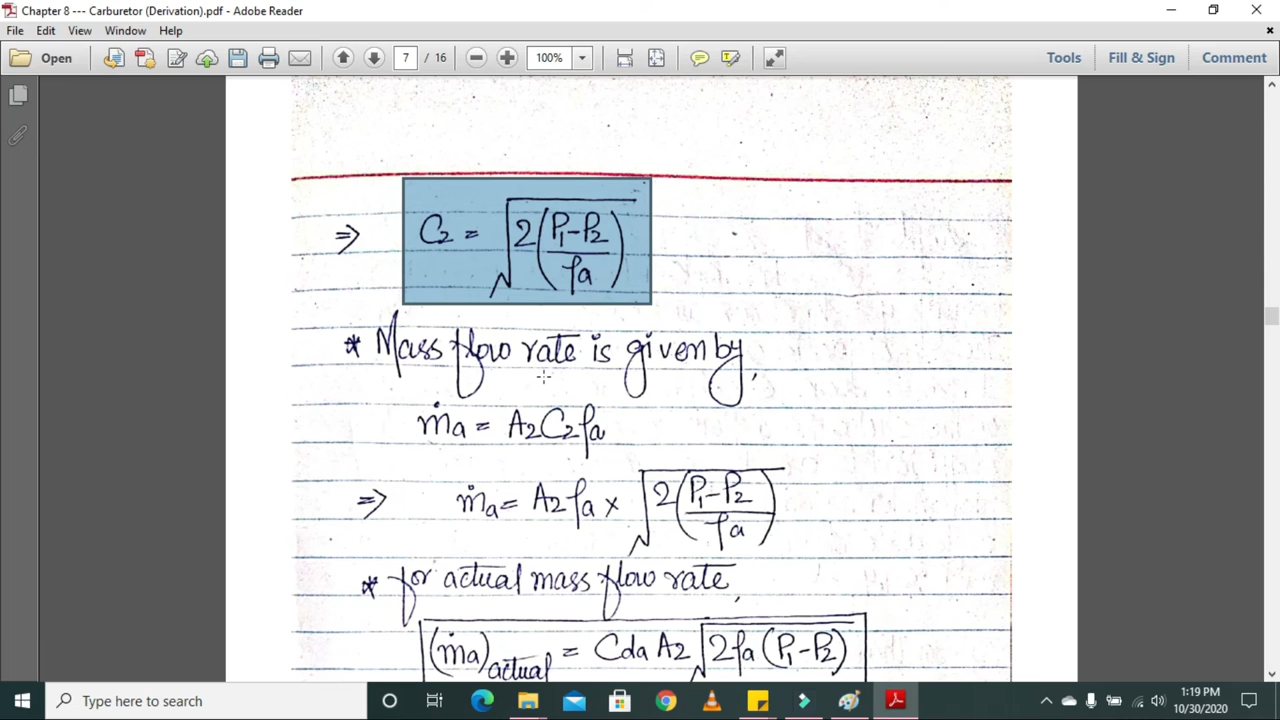 Chapter 8 --- Carburetor (Derivation).pdf - Adobe Reader
File Edit View Window Help
Open 7 / 16 100% Tools Fill & Sign Comment
⇒ C₂ = √(2((P₁-P₂)/ρa))
* Mass flow rate is given by,
ṁa = A₂C₂ρa
⇒ ṁa = A₂ρa × √(2((P₁-P₂)/ρa))
* for actual mass flow rate,
(ṁa)actual = Cda A₂ √(2ρa(P₁-P₂))
Type here to search
1:19 PM
10/30/2020